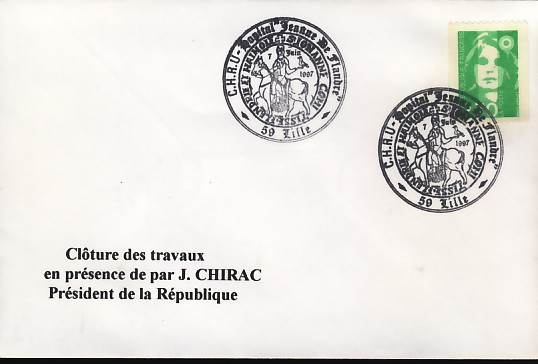 C.H.R.U - Hopital "Jeanne De Flandre"
7 Juin 1997
59 Lille
C.H.R.U - Hopital "Jeanne De Flandre"
7 Juin 1997
59 Lille
Clôture des travaux
en présence de par J. CHIRAC
Président de la République